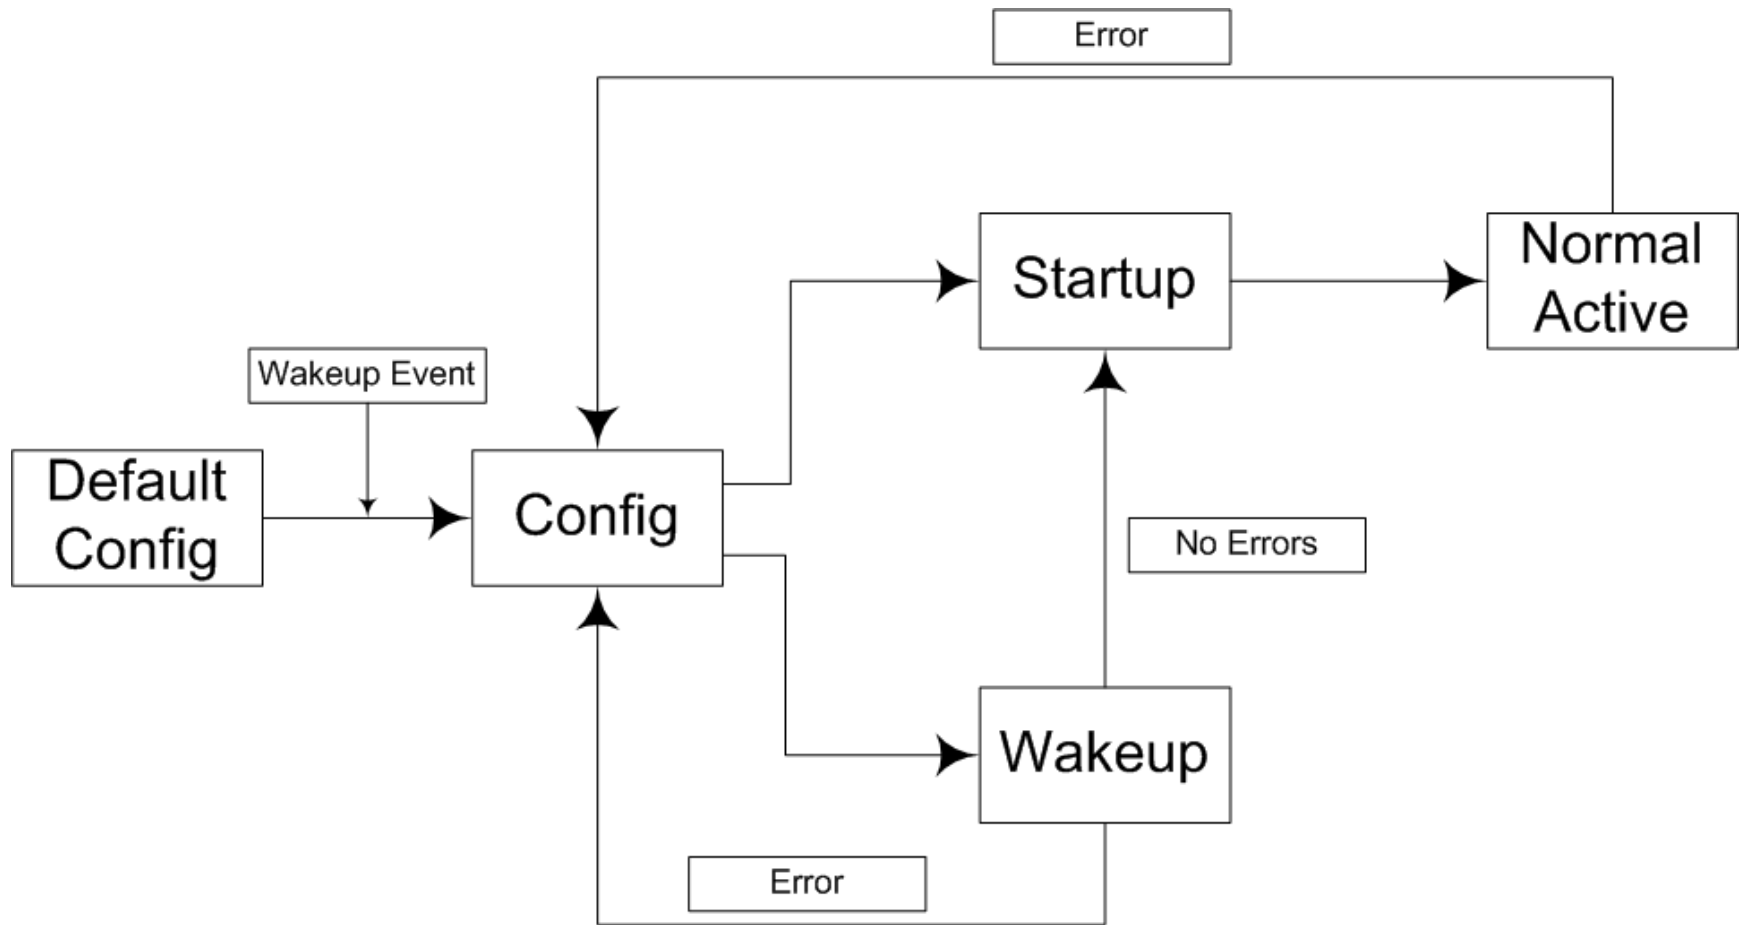 Error
Startup
Normal
Active
Wakeup Event
Default
Config
Config
No Errors
Wakeup
Error